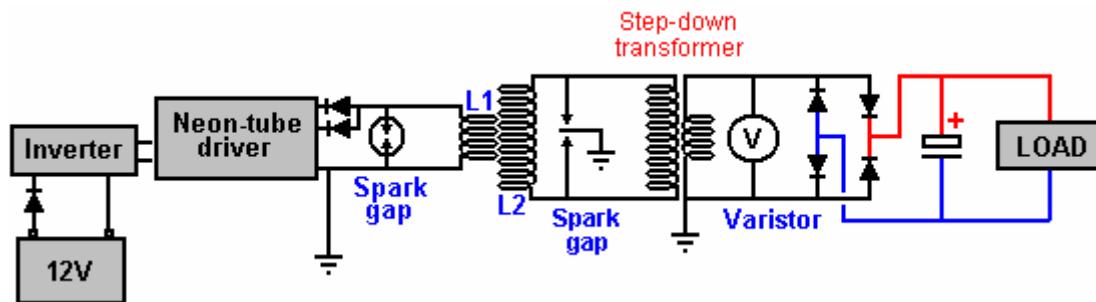 Step-down
transformer
L1
Neon-tube
driver
Inverter
V
+
LOAD
Spark
gap
L2
Spark
gap
Varistor
12V